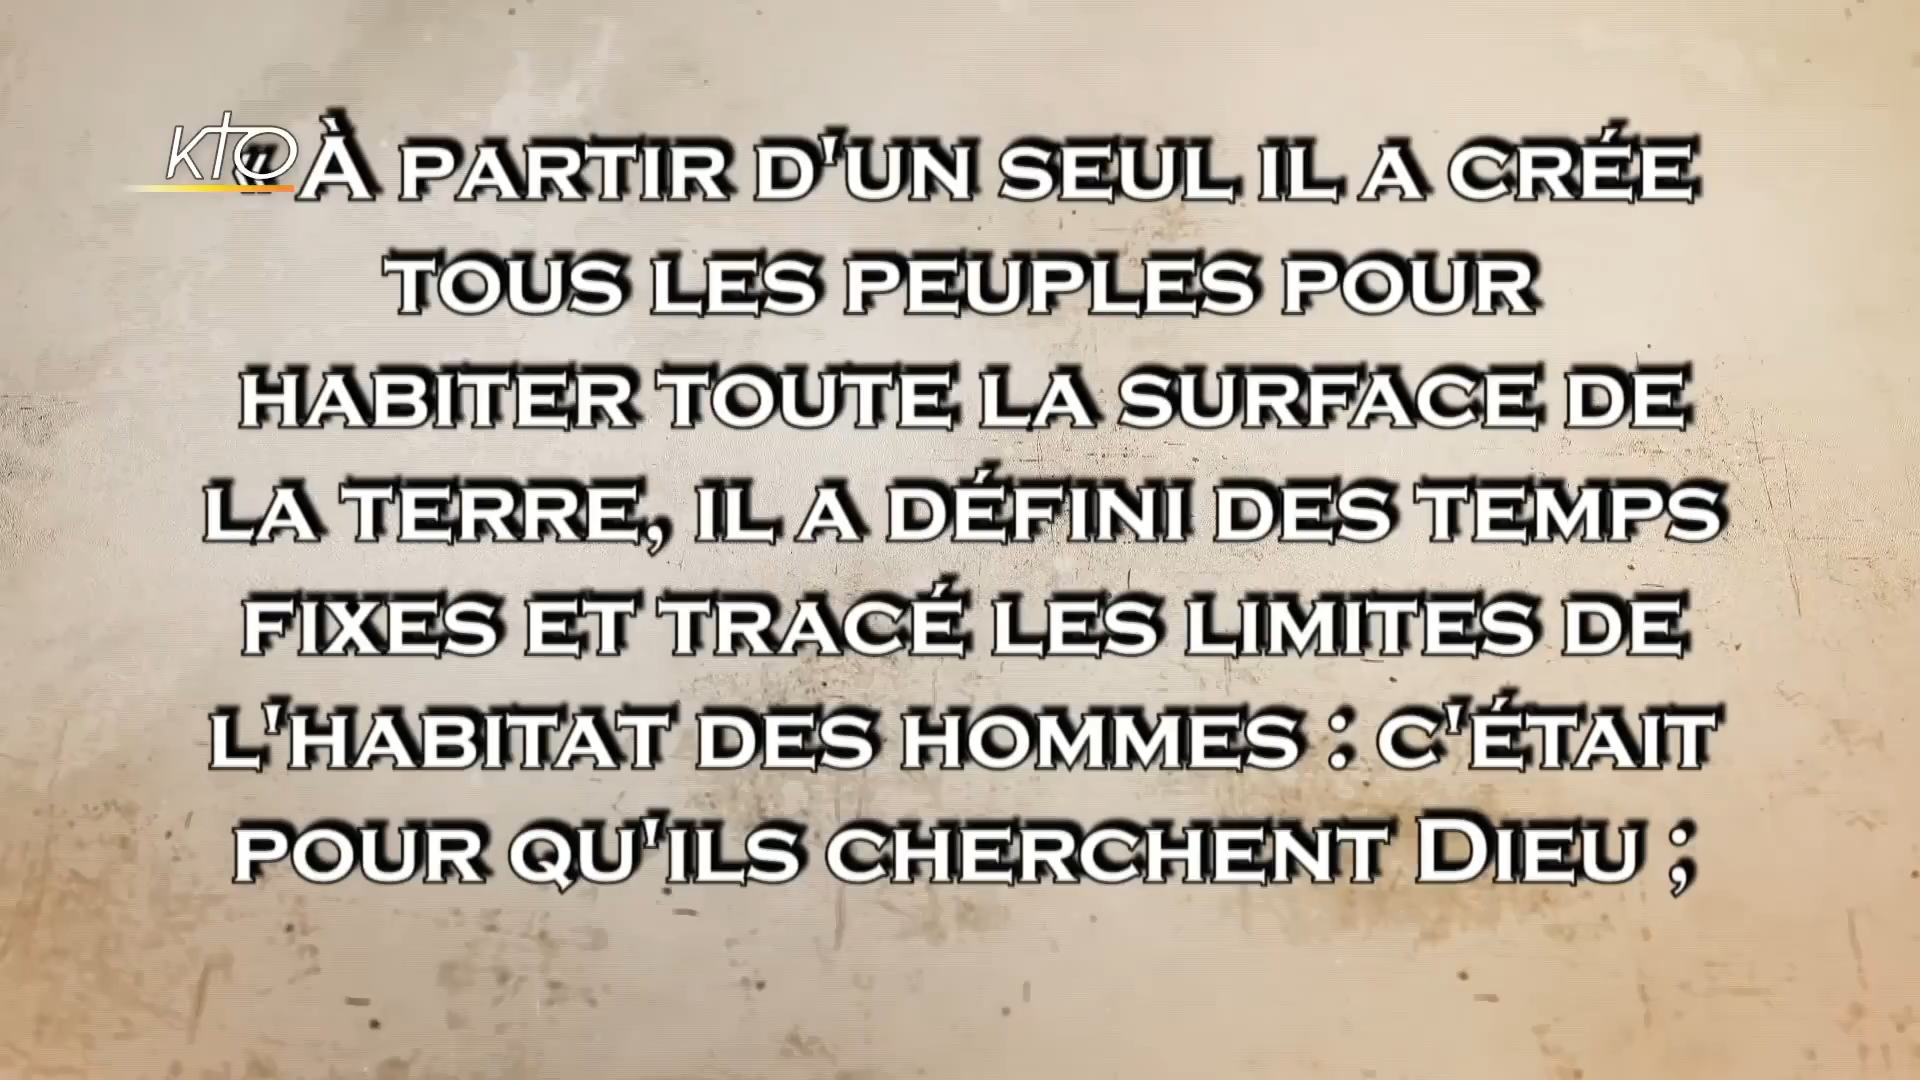 KTO
« À PARTIR D'UN SEUL IL A CRÉE
TOUS LES PEUPLES POUR
HABITER TOUTE LA SURFACE DE
LA TERRE, IL A DÉFINI DES TEMPS
FIXES ET TRACÉ LES LIMITES DE
L'HABITAT DES HOMMES : C'ÉTAIT
POUR QU'ILS CHERCHENT DIEU ;